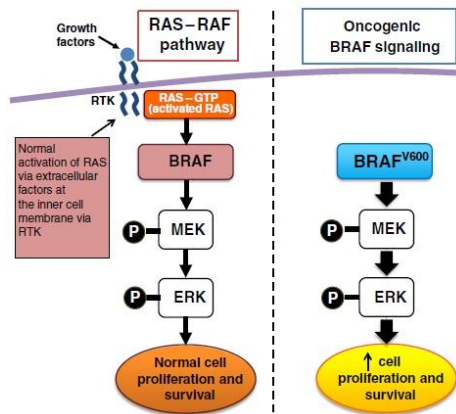 Growth
factors
RAS–RAF
pathway
RTK
RAS–GTP
(activated RAS)
Normal
activation of RAS
via extracellular
factors at
the inner cell
membrane via
RTK
BRAF
P
MEK
P
ERK
Normal cell
proliferation and
survival
Oncogenic
BRAF signaling
BRAFV600
P
MEK
P
ERK
↑ cell
proliferation and
survival